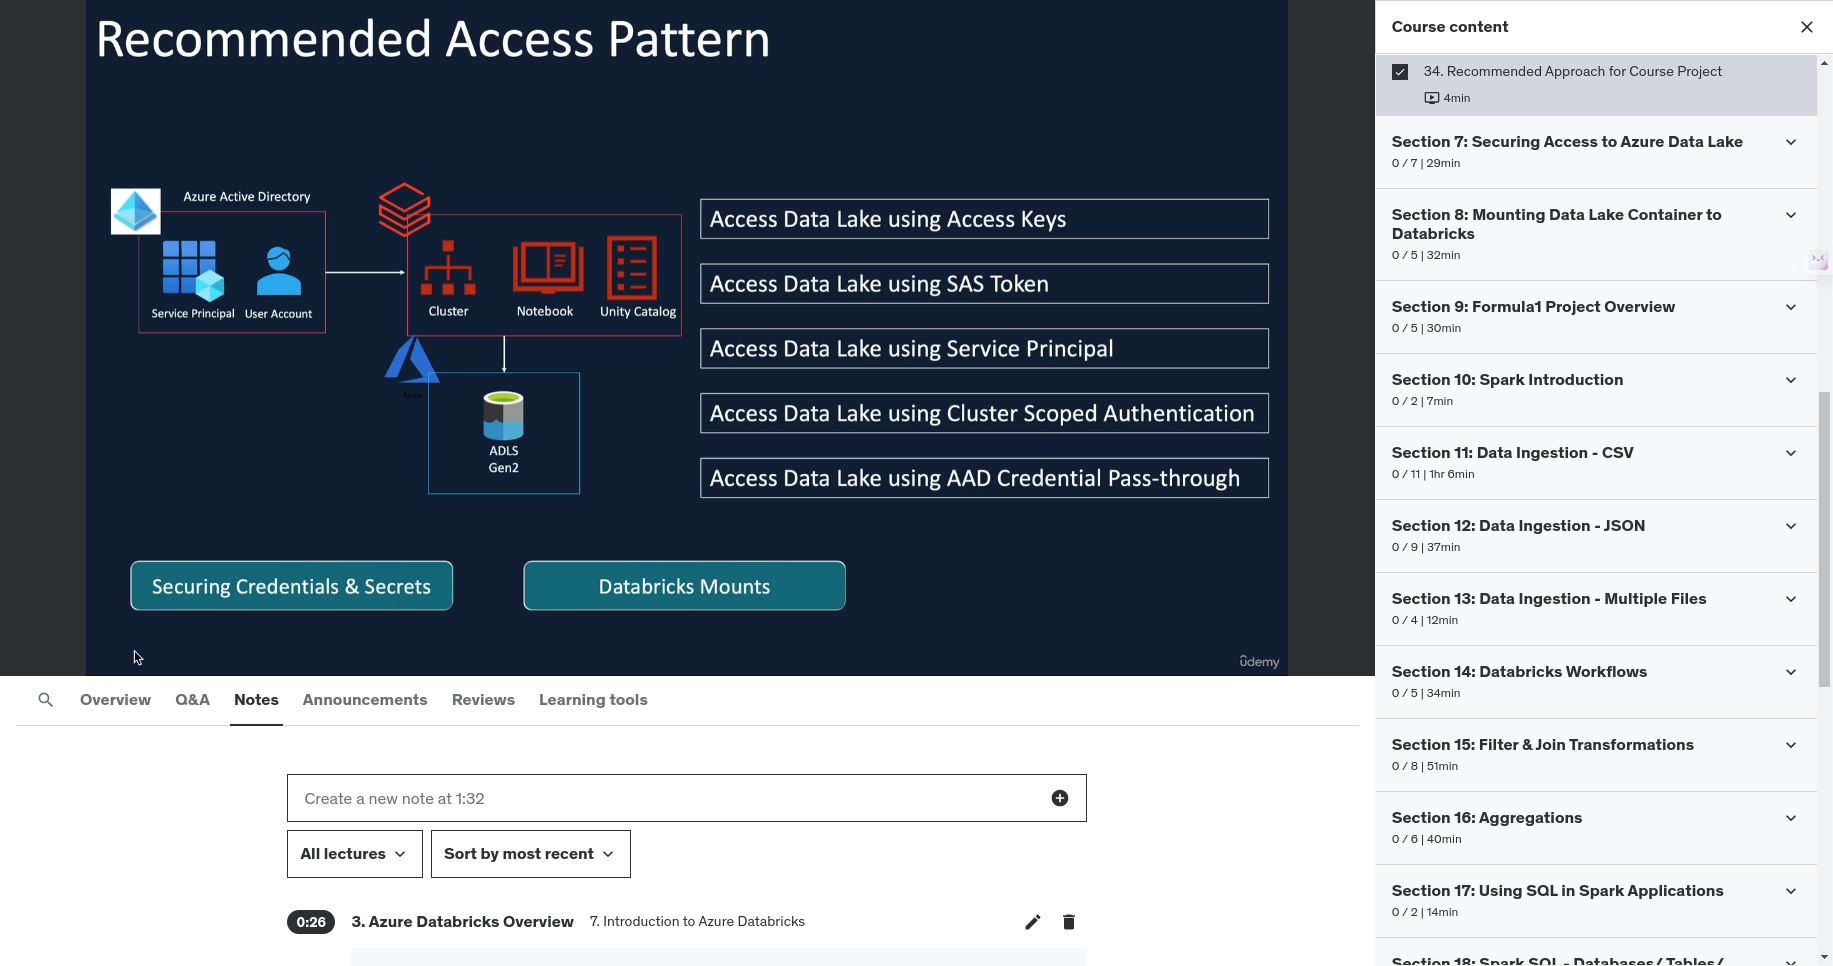 Recommended Access Pattern
Azure Active Directory
Service Principal
User Account
Cluster
Notebook
Unity Catalog
Azure
ADLS
Gen2
Access Data Lake using Access Keys
Access Data Lake using SAS Token
Access Data Lake using Service Principal
Access Data Lake using Cluster Scoped Authentication
Access Data Lake using AAD Credential Pass-through
Securing Credentials & Secrets
Databricks Mounts
ûdemy
Overview
Q&A
Notes
Announcements
Reviews
Learning tools
Create a new note at 1:32
All lectures
Sort by most recent
0:26
3. Azure Databricks Overview
7. Introduction to Azure Databricks
Course content
34. Recommended Approach for Course Project
4min
Section 7: Securing Access to Azure Data Lake
0 / 7 | 29min
Section 8: Mounting Data Lake Container to
Databricks
0 / 5 | 32min
Section 9: Formula1 Project Overview
0 / 5 | 30min
Section 10: Spark Introduction
0 / 2 | 7min
Section 11: Data Ingestion - CSV
0 / 11 | 1hr 6min
Section 12: Data Ingestion - JSON
0 / 9 | 37min
Section 13: Data Ingestion - Multiple Files
0 / 4 | 12min
Section 14: Databricks Workflows
0 / 5 | 34min
Section 15: Filter & Join Transformations
0 / 8 | 51min
Section 16: Aggregations
0 / 6 | 40min
Section 17: Using SQL in Spark Applications
0 / 2 | 14min
Section 18: Spark SQL - Databases/ Tables/